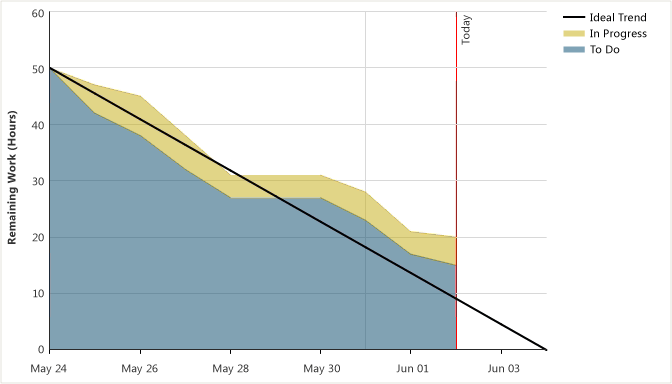 60
50
40
30
20
10
0
Remaining Work (Hours)
May 24
May 26
May 28
May 30
Jun 01
Jun 03
Today
Ideal Trend
In Progress
To Do